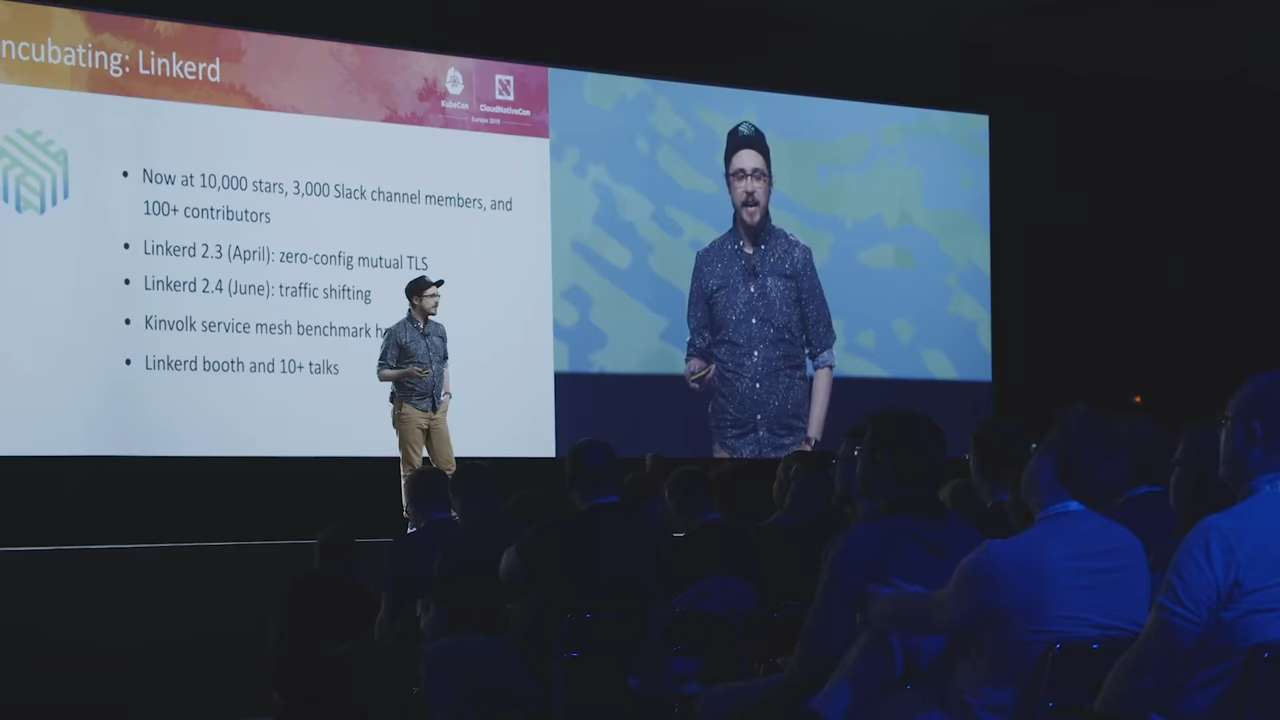 ncubating: Linkerd
KubeCon
CloudNativeCon
Europe 2019
Now at 10,000 stars, 3,000 Slack channel members, and
100+ contributors
Linkerd 2.3 (April): zero-config mutual TLS
Linkerd 2.4 (June): traffic shifting
Kinvolk service mesh benchmark h
Linkerd booth and 10+ talks